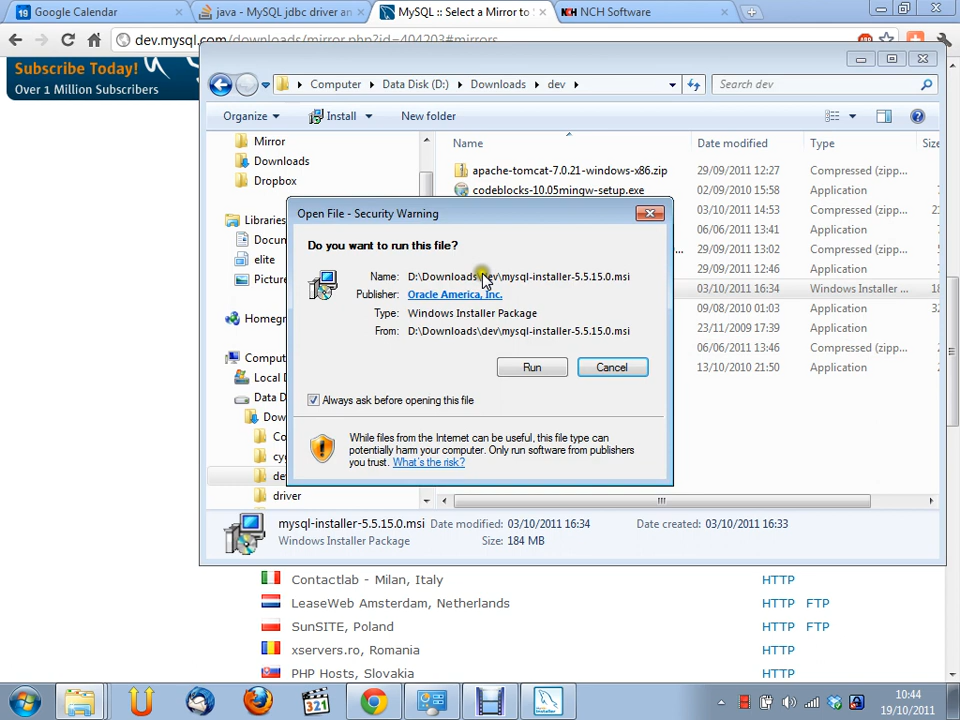 Google Calendar
java - MySQL jdbc driver an
MySQL :: Select a Mirror to
NCH Software
dev.mysql.com/downloads/mirror.php?id=404203#mirrors
Subscribe Today!
Over 1 Million Subscribers
Computer
Data Disk (D:)
Downloads
dev
Search dev
Organize
Install
New folder
Mirror
Downloads
Dropbox
Libraries
Docum
elite
Picture
Homegr
Compu
Local D
Data D
Dow
Co
cyg
de
driver
Name
Date modified
Type
Size
apache-tomcat-7.0.21-windows-x86.zip
29/09/2011 12:27
Compressed (zipp...
codeblocks-10.05mingw-setup.exe
02/09/2010 15:58
Application
03/10/2011 14:53
Compressed (zipp...
06/06/2011 13:41
Application
29/09/2011 13:02
Compressed (zipp...
29/09/2011 12:46
Application
03/10/2011 16:34
Windows Installer ...
09/08/2010 01:03
Application
23/11/2009 17:39
Application
06/06/2011 13:46
Compressed (zipp...
13/10/2010 21:50
Application
Open File - Security Warning
Do you want to run this file?
Name: D:\Downloads\dev\mysql-installer-5.5.15.0.msi
Publisher: Oracle America, Inc.
Type: Windows Installer Package
From: D:\Downloads\dev\mysql-installer-5.5.15.0.msi
Run
Cancel
Always ask before opening this file
While files from the Internet can be useful, this file type can
potentially harm your computer. Only run software from publishers
you trust. What's the risk?
mysql-installer-5.5.15.0.msi
Date modified: 03/10/2011 16:34
Date created: 03/10/2011 16:33
Windows Installer Package
Size: 184 MB
Contactlab - Milan, Italy
HTTP
LeaseWeb Amsterdam, Netherlands
HTTP FTP
SunSITE, Poland
HTTP FTP
xservers.ro, Romania
HTTP
PHP Hosts, Slovakia
HTTP
321
10:44
19/10/2011